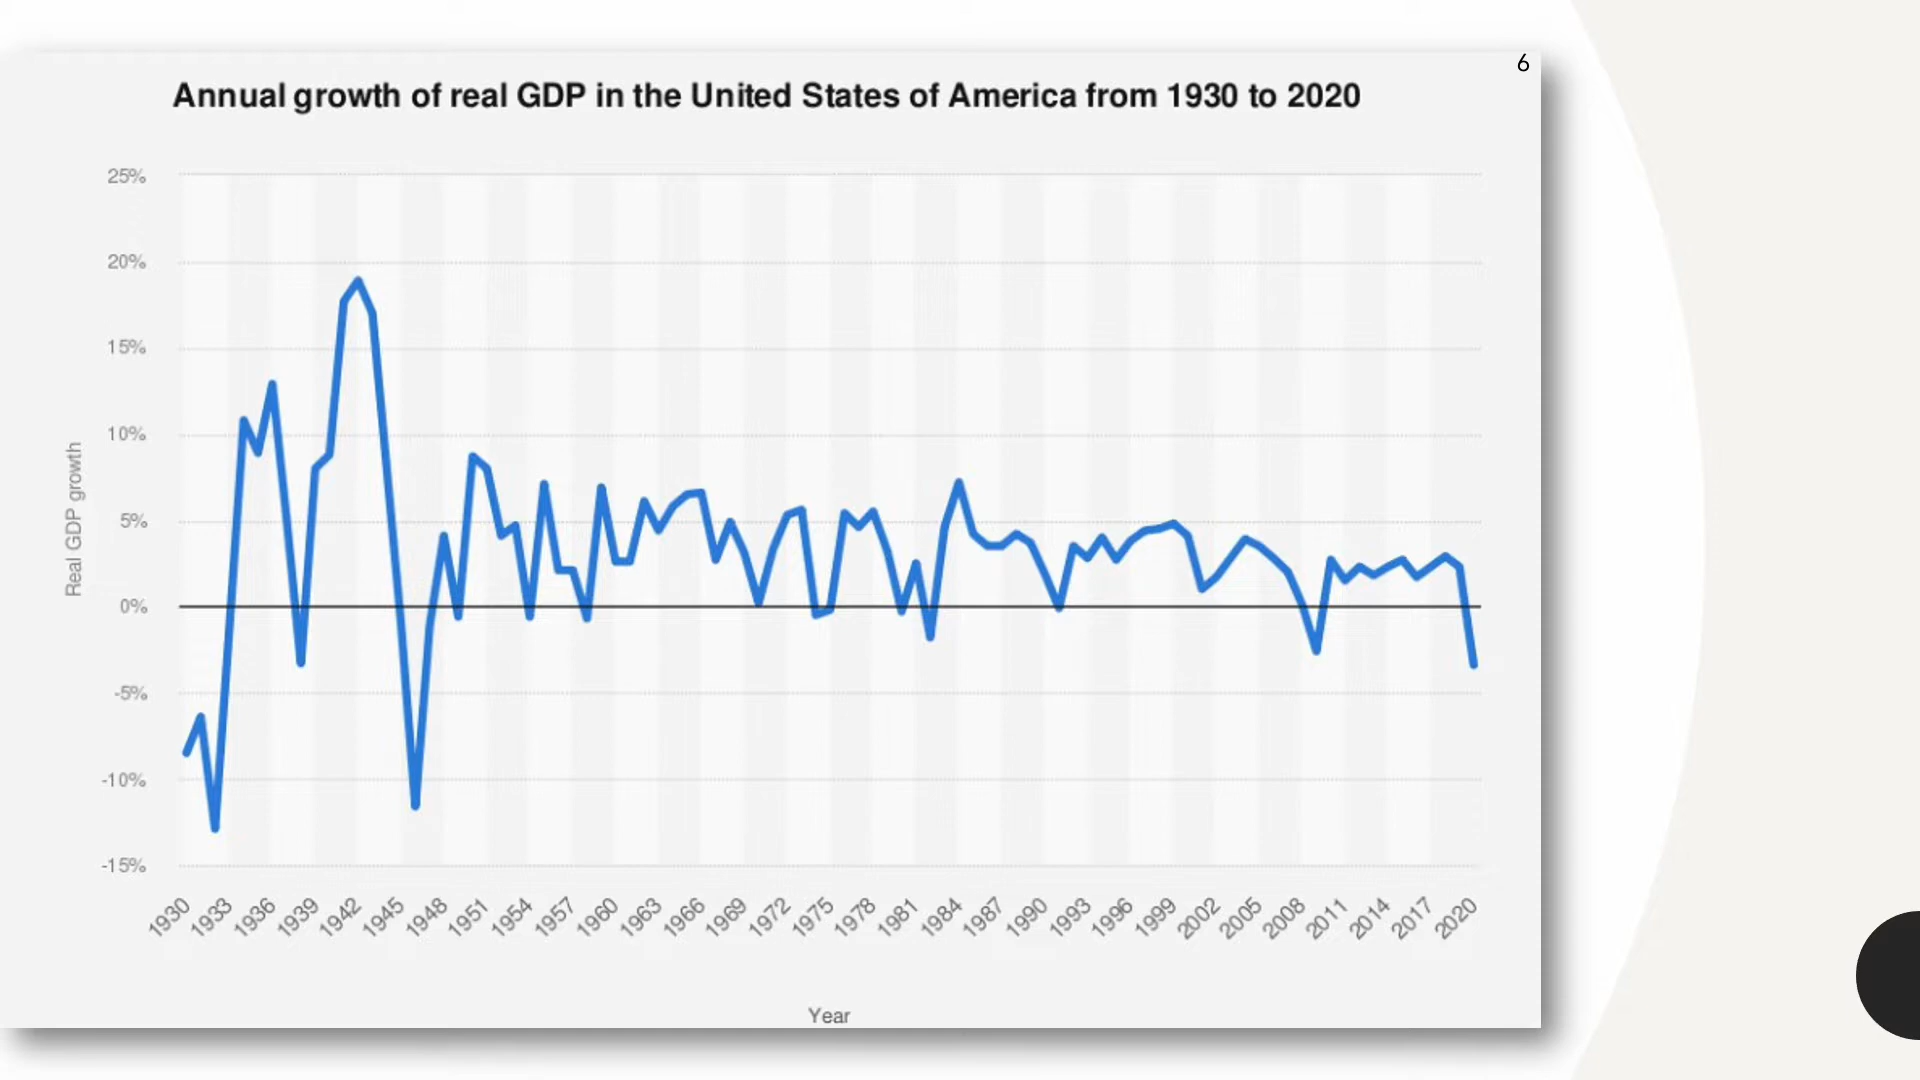 6
Annual growth of real GDP in the United States of America from 1930 to 2020
25%
20%
15%
10%
5%
0%
-5%
-10%
-15%
Real GDP growth
1930 1933 1936 1939 1942 1945 1948 1951 1954 1957 1960 1963 1966 1969 1972 1975 1978 1981 1984 1987 1990 1993 1996 1999 2002 2005 2008 2011 2014 2017 2020
Year